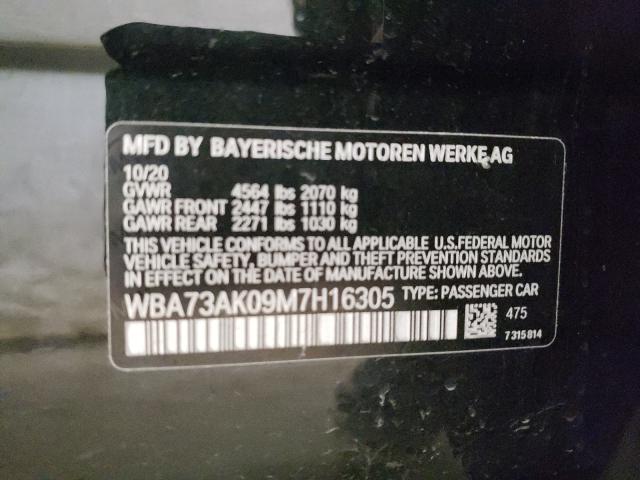 MFD BY BAYERISCHE MOTOREN WERKE AG
10/20
GVWR 4564 lbs 2070 kg
GAWR FRONT 2447 lbs 1110 kg
GAWR REAR 2271 lbs 1030 kg
THIS VEHICLE CONFORMS TO ALL APPLICABLE U.S.FEDERAL MOTOR
VEHICLE SAFETY, BUMPER AND THEFT PREVENTION STANDARDS
IN EFFECT ON THE DATE OF MANUFACTURE SHOWN ABOVE.
WBA73AK09M7H16305 TYPE: PASSENGER CAR
475
7315814